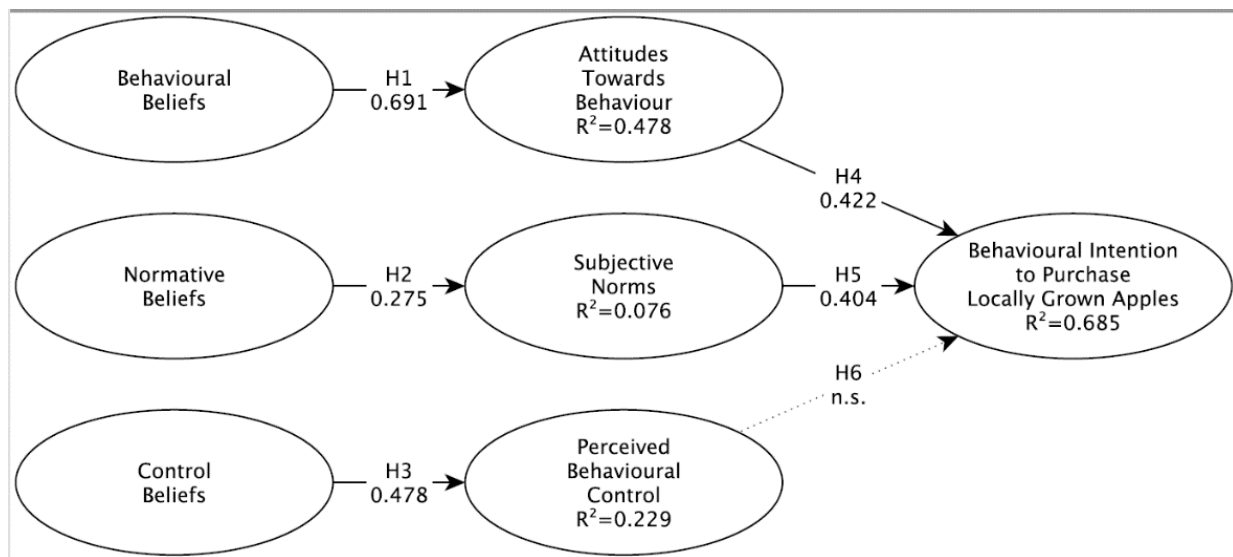 Behavioural
Beliefs
H1
0.691
Attitudes
Towards
Behaviour
R²=0.478
H4
0.422
Normative
Beliefs
H2
0.275
Subjective
Norms
R²=0.076
H5
0.404
Behavioural Intention
to Purchase
Locally Grown Apples
R²=0.685
H6
n.s.
Control
Beliefs
H3
0.478
Perceived
Behavioural
Control
R²=0.229